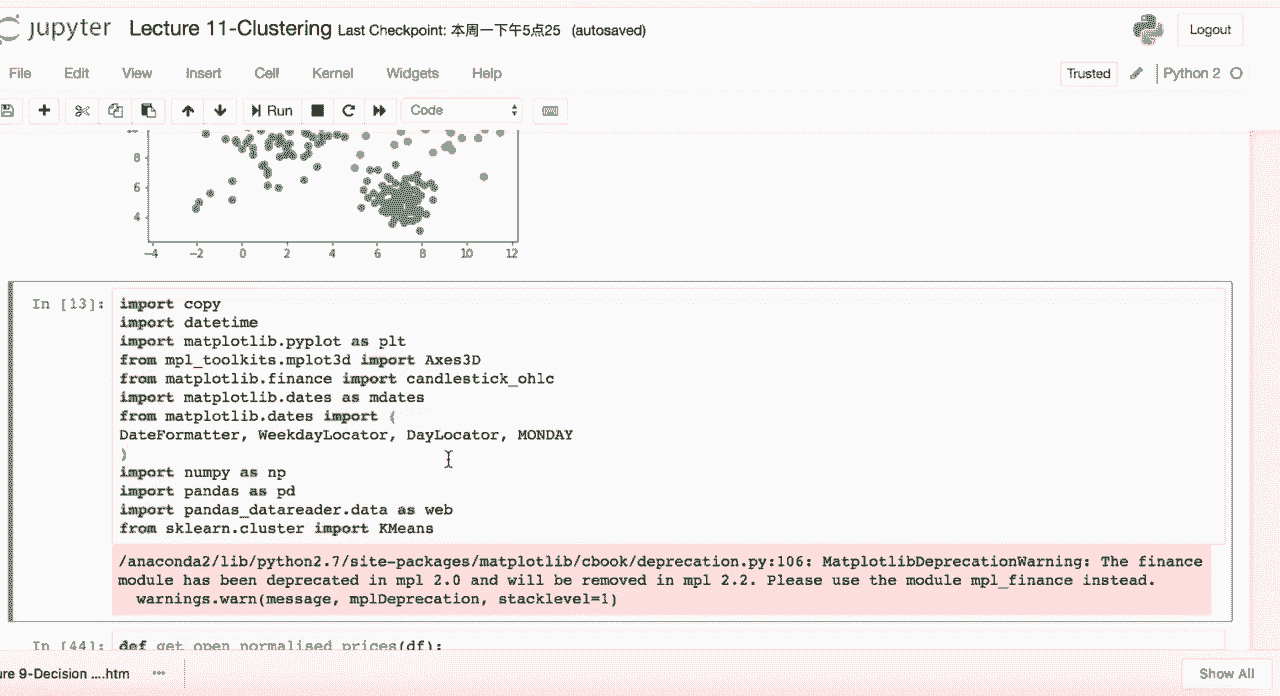 jupyter Lecture 11-Clustering Last Checkpoint: 本周一下午5点25 (autosaved) Logout
File Edit View Insert Cell Kernel Widgets Help Trusted Python 2
Run Code
8
6
4
−4 −2 0 2 4 6 8 10 12
In [13]: import copy
import datetime
import matplotlib.pyplot as plt
from mpl_toolkits.mplot3d import Axes3D
from matplotlib.finance import candlestick_ohlc
import matplotlib.dates as mdates
from matplotlib.dates import (
DateFormatter, WeekdayLocator, DayLocator, MONDAY
)
import numpy as np
import pandas as pd
import pandas_datareader.data as web
from sklearn.cluster import KMeans
/anaconda2/lib/python2.7/site-packages/matplotlib/cbook/deprecation.py:106: MatplotlibDeprecationWarning: The finance
module has been deprecated in mpl 2.0 and will be removed in mpl 2.2. Please use the module mpl_finance instead.
warnings.warn(message, mplDeprecation, stacklevel=1)
In [44]: def get_open_normalised_prices(df):
ure 9-Decision ....htm Show All